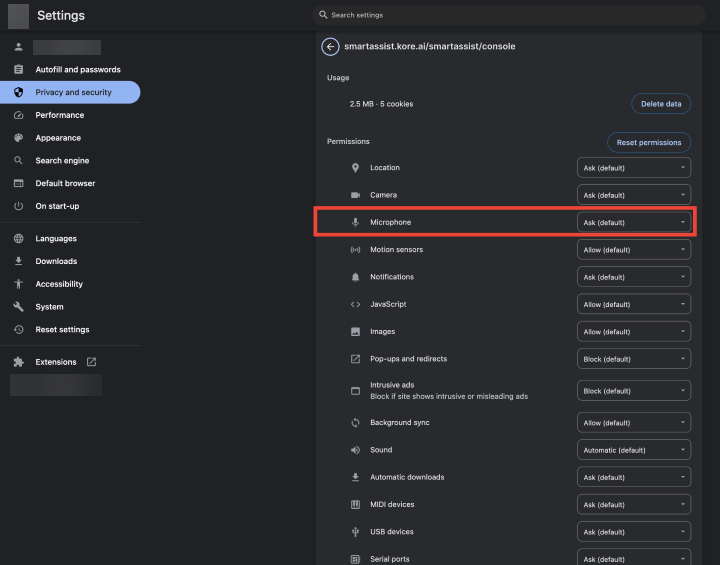 Settings
Search settings
Autofill and passwords
Privacy and security
Performance
Appearance
Search engine
Default browser
On start-up
Languages
Downloads
Accessibility
System
Reset settings
Extensions
smartassist.kore.ai/smartassist/console
Usage
2.5 MB · 5 cookies
Delete data
Permissions
Reset permissions
Location
Ask (default)
Camera
Ask (default)
Microphone
Ask (default)
Motion sensors
Allow (default)
Notifications
Ask (default)
JavaScript
Allow (default)
Images
Allow (default)
Pop-ups and redirects
Block (default)
Intrusive ads
Block if site shows intrusive or misleading ads
Block (default)
Background sync
Allow (default)
Sound
Automatic (default)
Automatic downloads
Ask (default)
MIDI devices
Ask (default)
USB devices
Ask (default)
Serial ports
Ask (default)